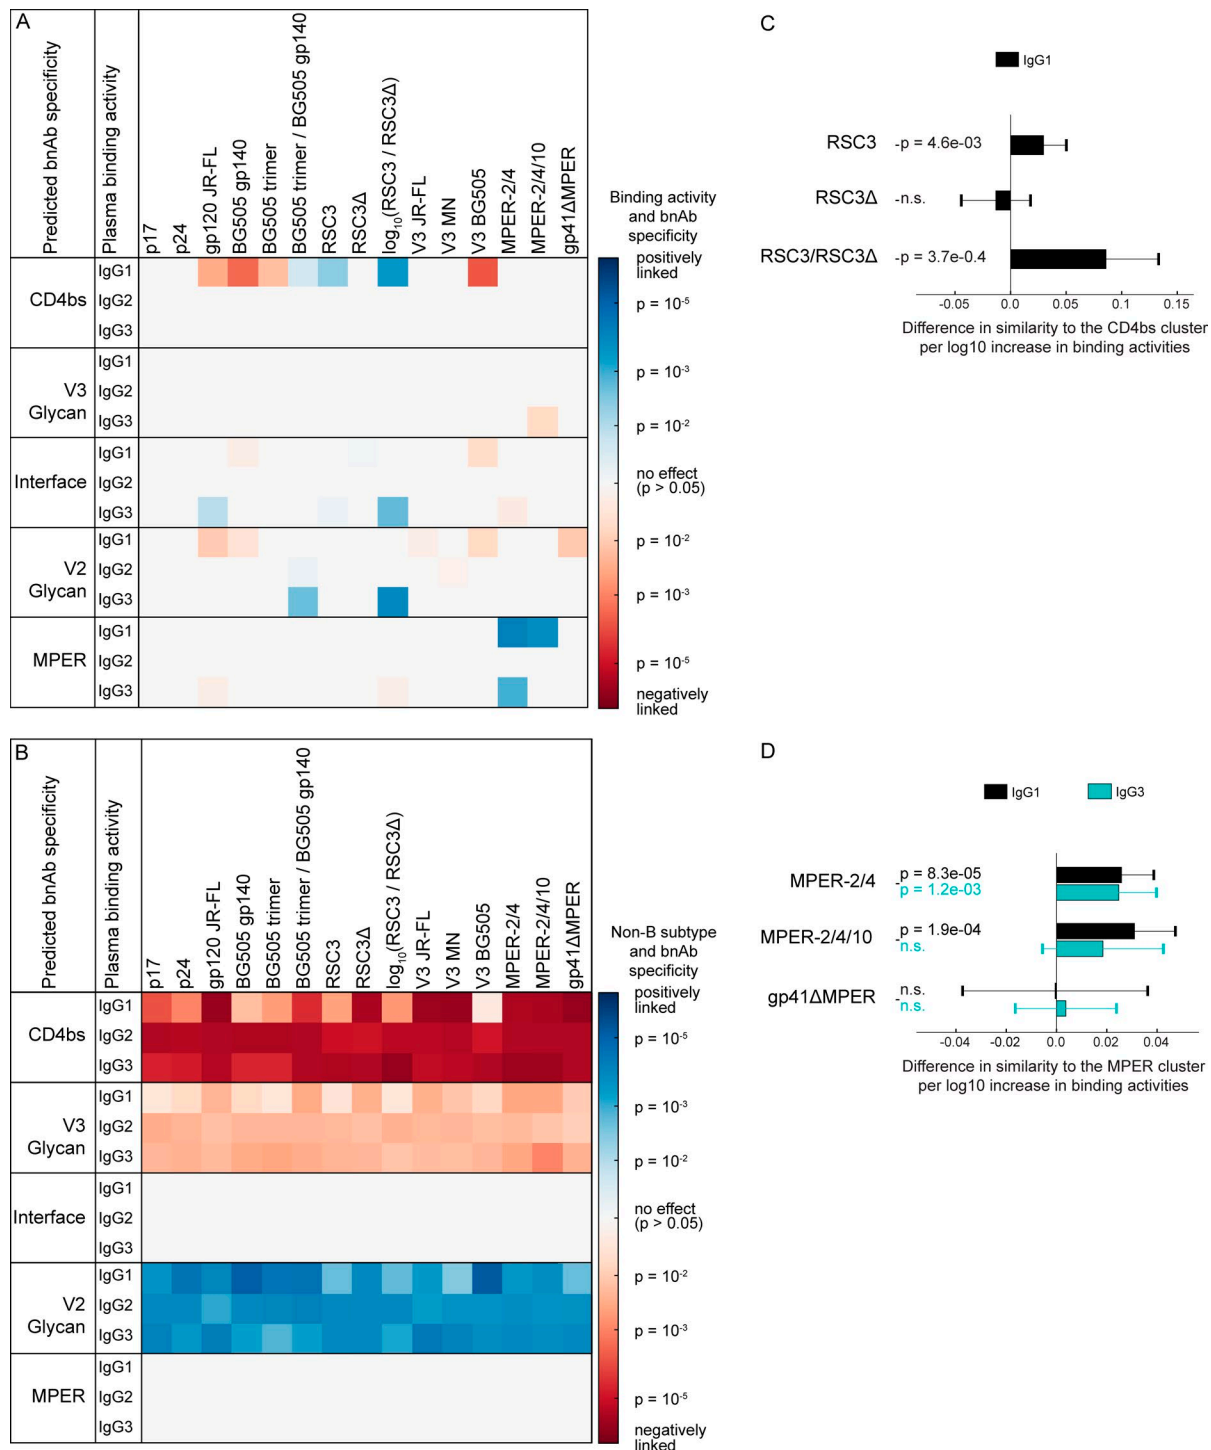 A
Predicted bnAb specificity
Plasma binding activity
p17
p24
gp120 JR-FL
BG505 gp140
BG505 trimer
BG505 trimer / BG505 gp140
RSC3
RSC3Δ
log10(RSC3 / RSC3Δ)
V3 JR-FL
V3 MN
V3 BG505
MPER-2/4
MPER-2/4/10
gp41ΔMPER
CD4bs
IgG1
IgG2
IgG3
V3
Glycan
IgG1
IgG2
IgG3
Interface
IgG1
IgG2
IgG3
V2
Glycan
IgG1
IgG2
IgG3
MPER
IgG1
IgG2
IgG3
Binding activity
and bnAb
specificity
positively
linked
p = 10-5
p = 10-3
p = 10-2
no effect
(p > 0.05)
p = 10-2
p = 10-3
p = 10-5
negatively
linked
C
IgG1
RSC3
p = 4.6e-03
RSC3Δ
n.s.
RSC3/RSC3Δ
p = 3.7e-0.4
-0.05
0.0
0.05
0.1
0.15
Difference in similarity to the CD4bs cluster
per log10 increase in binding activities
B
Predicted bnAb specificity
Plasma binding activity
p17
p24
gp120 JR-FL
BG505 gp140
BG505 trimer
BG505 trimer / BG505 gp140
RSC3
RSC3Δ
log10(RSC3 / RSC3Δ)
V3 JR-FL
V3 MN
V3 BG505
MPER-2/4
MPER-2/4/10
gp41ΔMPER
CD4bs
IgG1
IgG2
IgG3
V3
Glycan
IgG1
IgG2
IgG3
Interface
IgG1
IgG2
IgG3
V2
Glycan
IgG1
IgG2
IgG3
MPER
IgG1
IgG2
IgG3
Non-B subtype
and bnAb
specificity
positively
linked
p = 10-5
p = 10-3
p = 10-2
no effect
(p > 0.05)
p = 10-2
p = 10-3
p = 10-5
negatively
linked
D
IgG1
IgG3
MPER-2/4
p = 8.3e-05
p = 1.2e-03
MPER-2/4/10
p = 1.9e-04
n.s.
gp41ΔMPER
n.s.
n.s.
-0.04
-0.02
0.0
0.02
0.04
Difference in similarity to the MPER cluster
per log10 increase in binding activities